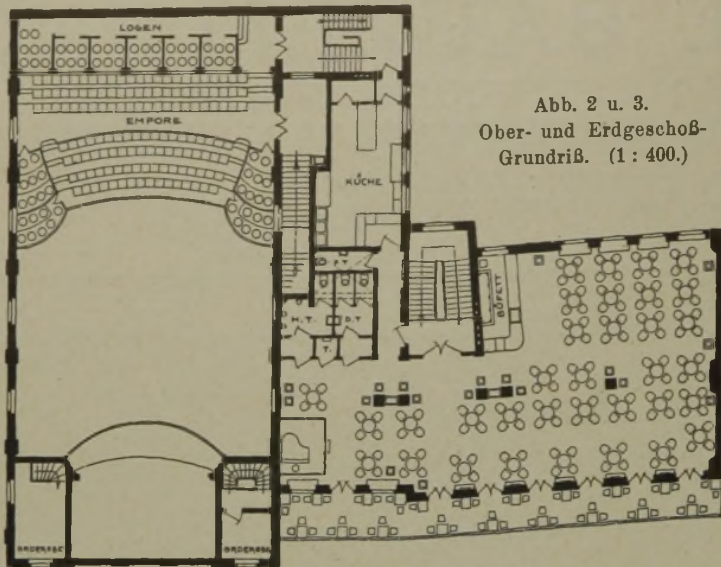 LOGEN
EMPORE
Abb. 2 u. 3.
Ober- und Erdgeschoß-
Grundriß. (1 : 400.)
KÜCHE
BÜFETT
H.T.
D.T
T.